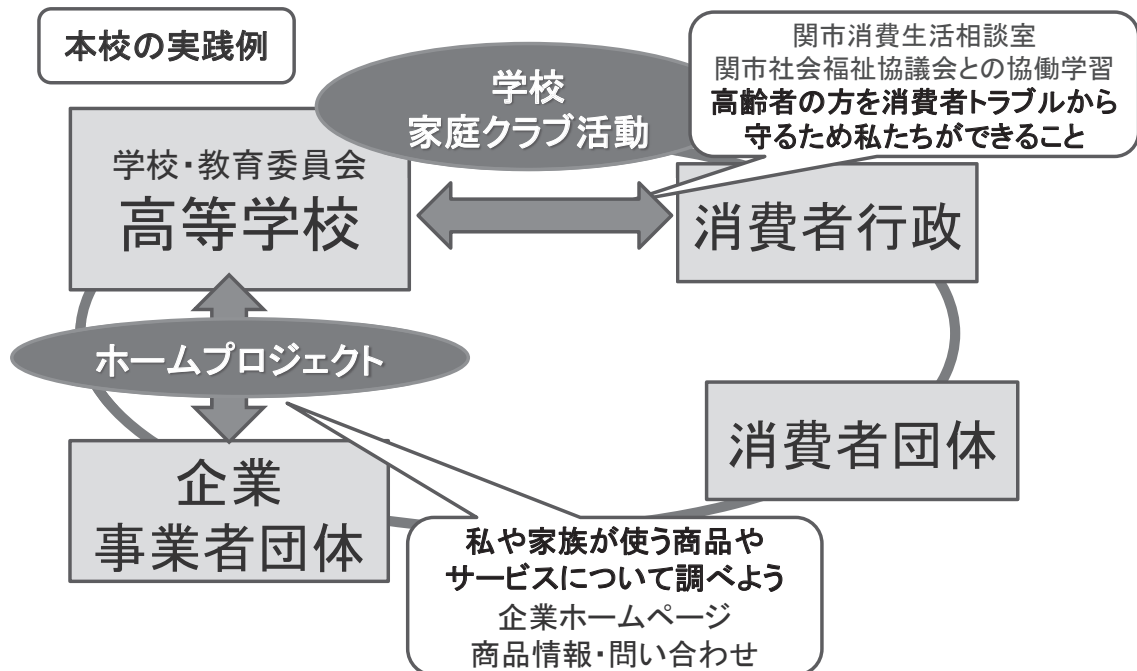 本校の実践例
学校
家庭クラブ活動
関市消費生活相談室
関市社会福祉協議会との協働学習
高齢者の方を消費者トラブルから
守るため私たちができること
学校・教育委員会
高等学校
消費者行政
ホームプロジェクト
消費者団体
企業
事業者団体
私や家族が使う商品や
サービスについて調べよう
企業ホームページ
商品情報・問い合わせ